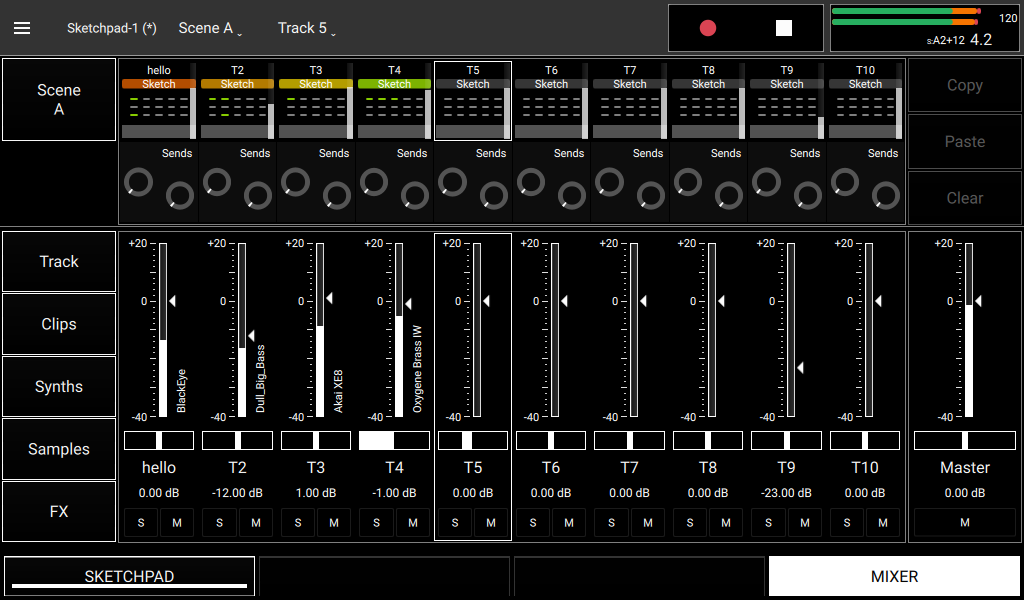 Sketchpad-1 (*) Scene A Track 5
120
s:A2+12 4.2
Scene
A
hello T2 T3 T4 T5 T6 T7 T8 T9 T10
Sketch Sketch Sketch Sketch Sketch Sketch Sketch Sketch Sketch Sketch
Copy
Paste
Clear
Sends Sends Sends Sends Sends Sends Sends Sends Sends Sends
Track
Clips
Synths
Samples
FX
+20 +20 +20 +20 +20 +20 +20 +20 +20 +20 +20
0 0 0 0 0 0 0 0 0 0 0
-40 -40 -40 -40 -40 -40 -40 -40 -40 -40 -40
BlackEye
Dull_Big_Bass
Akai XE8
Oxygene Brass IW
hello T2 T3 T4 T5 T6 T7 T8 T9 T10 Master
0.00 dB -12.00 dB 1.00 dB -1.00 dB 0.00 dB 0.00 dB 0.00 dB 0.00 dB -23.00 dB 0.00 dB 0.00 dB
S M S M S M S M S M S M S M S M S M S M M
SKETCHPAD MIXER